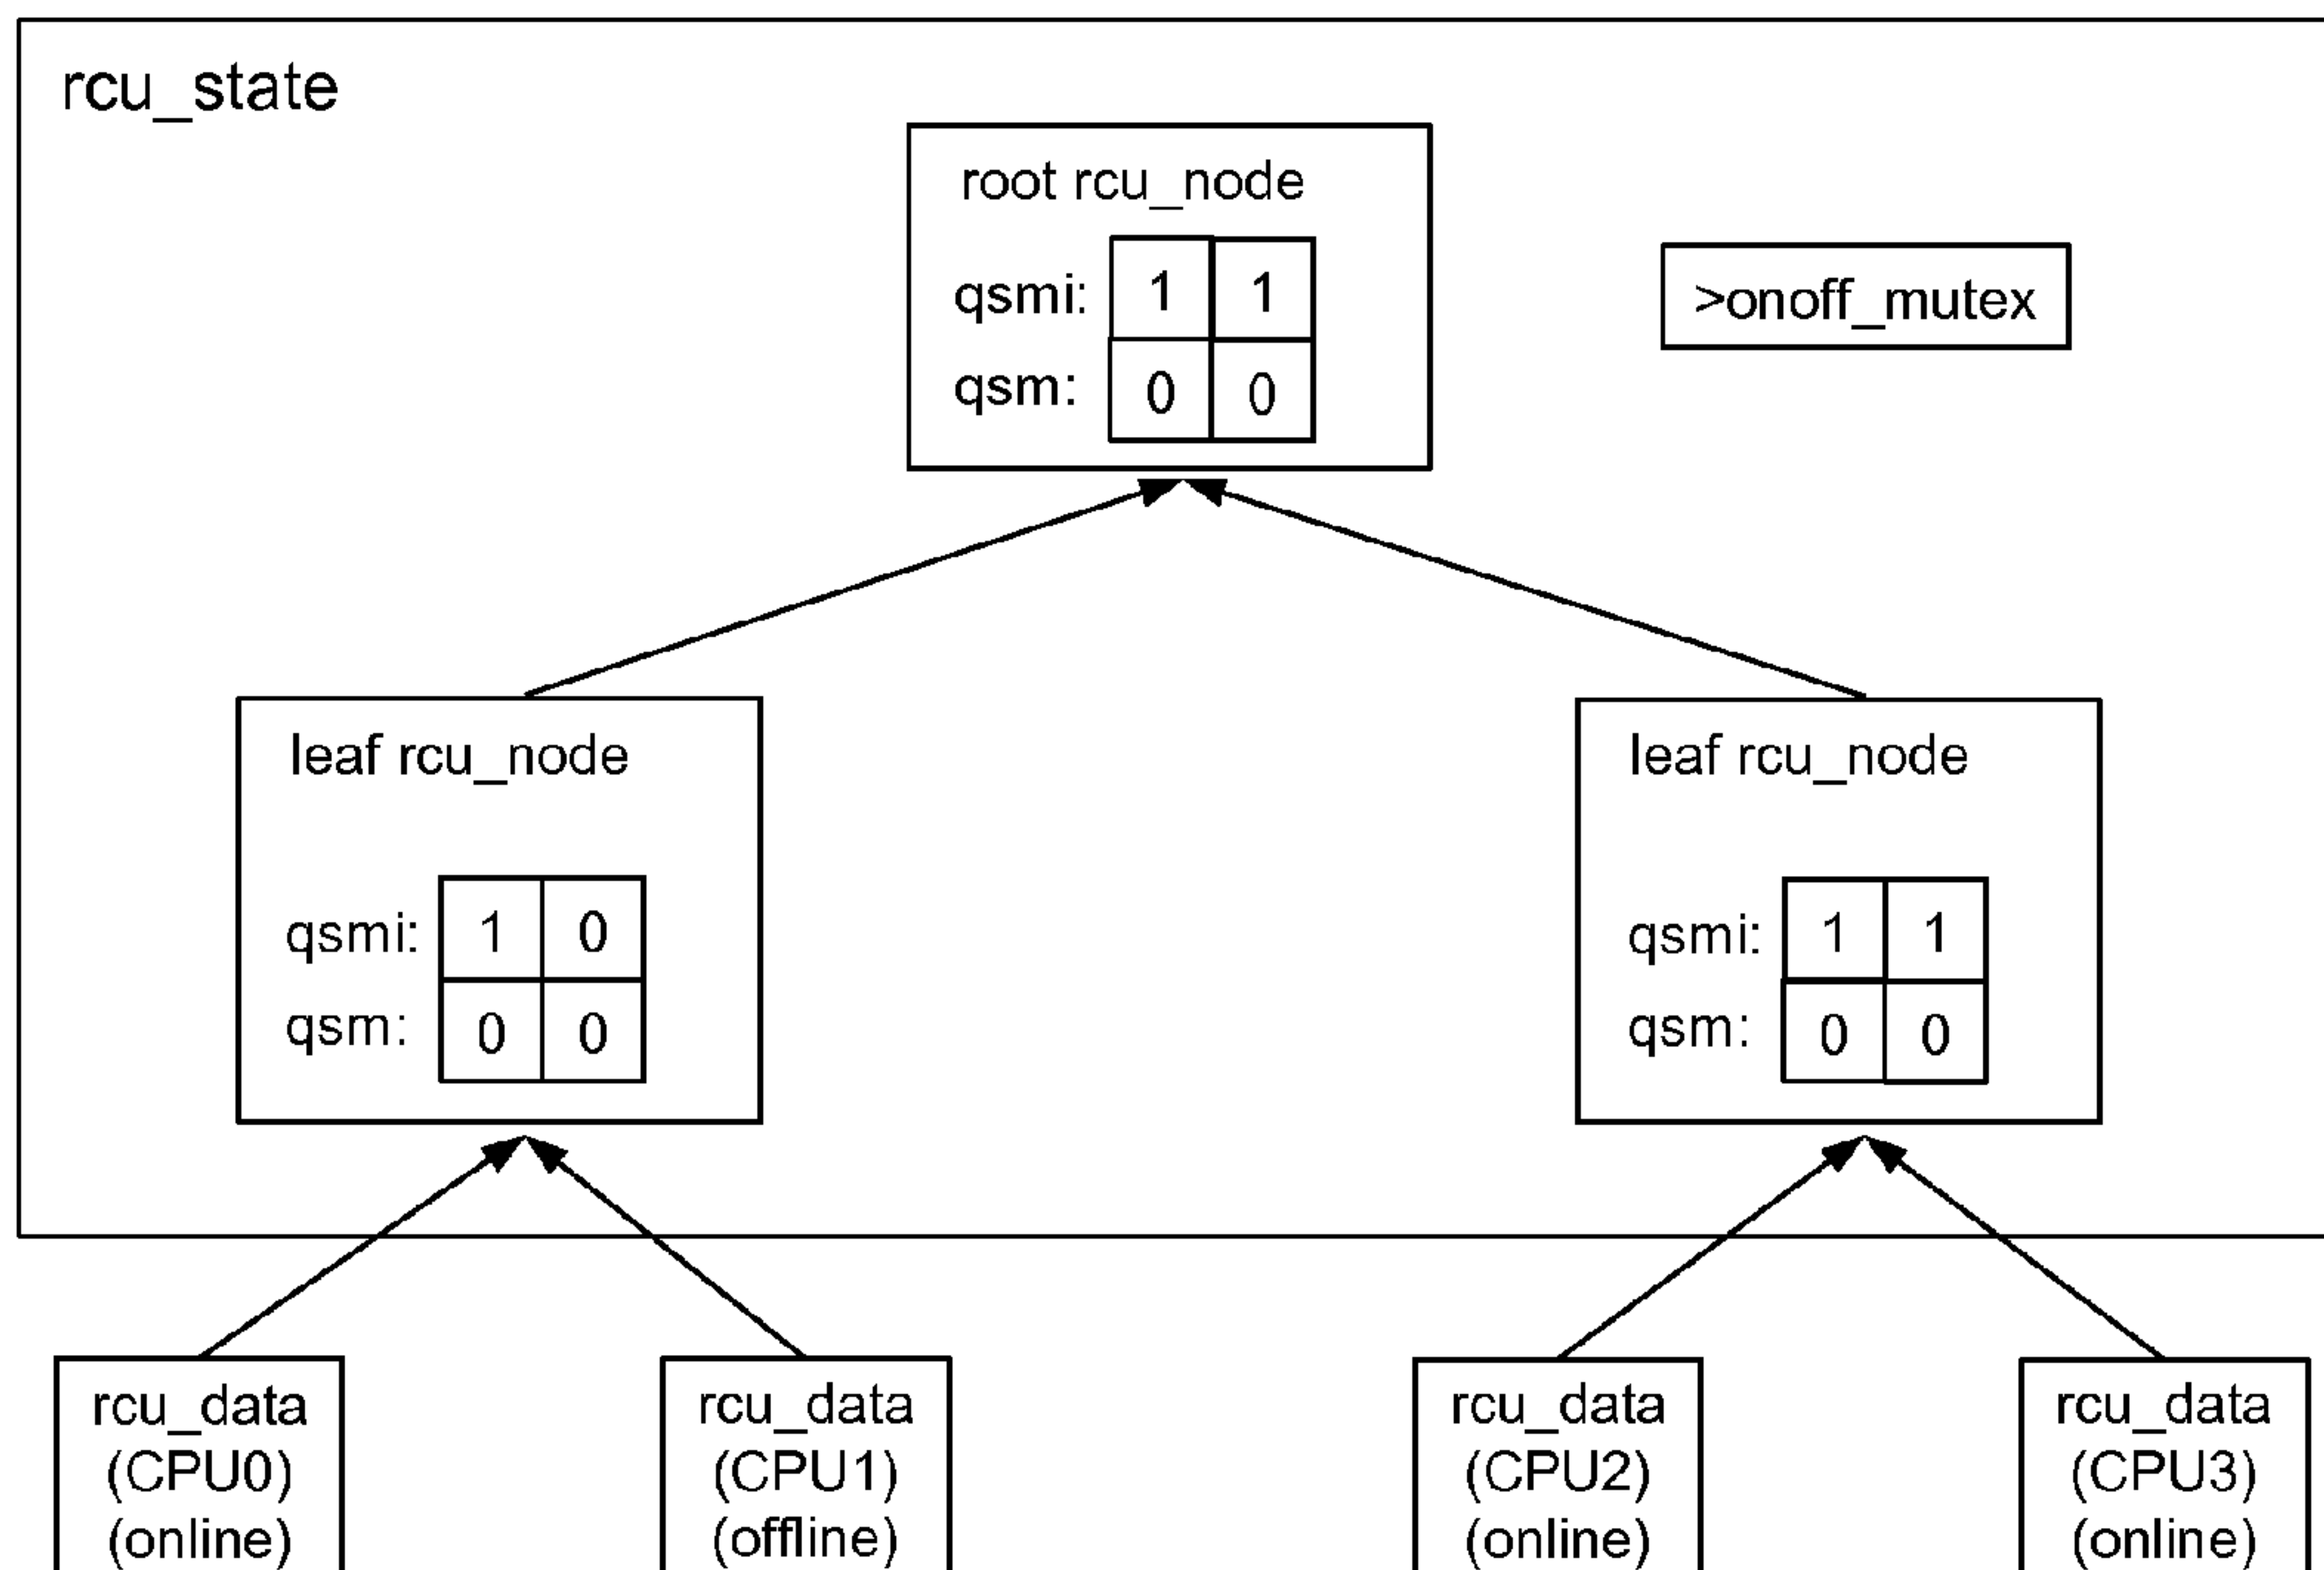 rcu_state
root rcu_node
qsmi: 1 1
>onoff_mutex
qsm: 0 0
leaf rcu_node
qsmi: 1 0
qsm: 0 0
leaf rcu_node
qsmi: 1 1
qsm: 0 0
rcu_data
(CPU0)
(online)
rcu_data
(CPU1)
(offline)
rcu_data
(CPU2)
(online)
rcu_data
(CPU3)
(online)